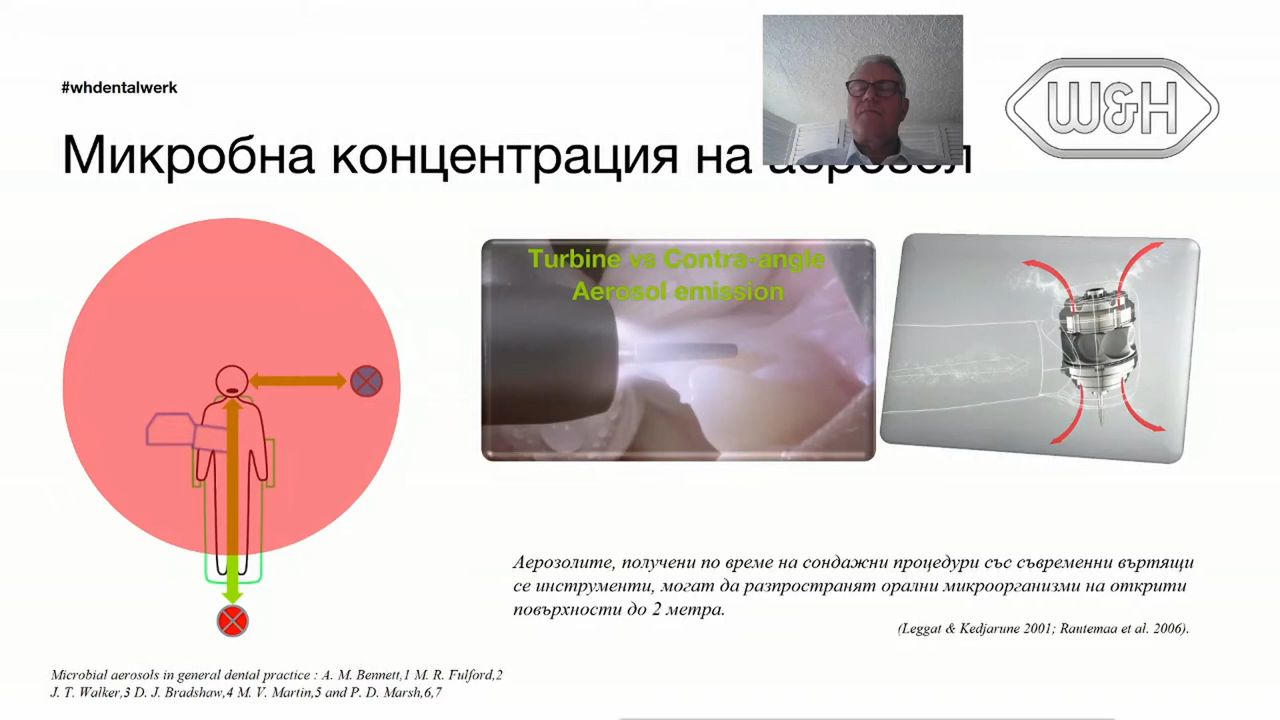 #whdentalwerk
W&H
Микробна концентрация на аерозол
Turbine vs Contra-angle
Aerosol emission
Аерозолите, получени по време на сондажни процедури със съвременни въртящи
се инструменти, могат да разпространят орални микроорганизми на открити
повърхности до 2 метра.
(Leggat & Kedjarune 2001; Rautemaa et al. 2006).
Microbial aerosols in general dental practice : A. M. Bennett,1 M. R. Fulford,2
J. T. Walker,3 D. J. Bradshaw,4 M. V. Martin,5 and P. D. Marsh,6,7